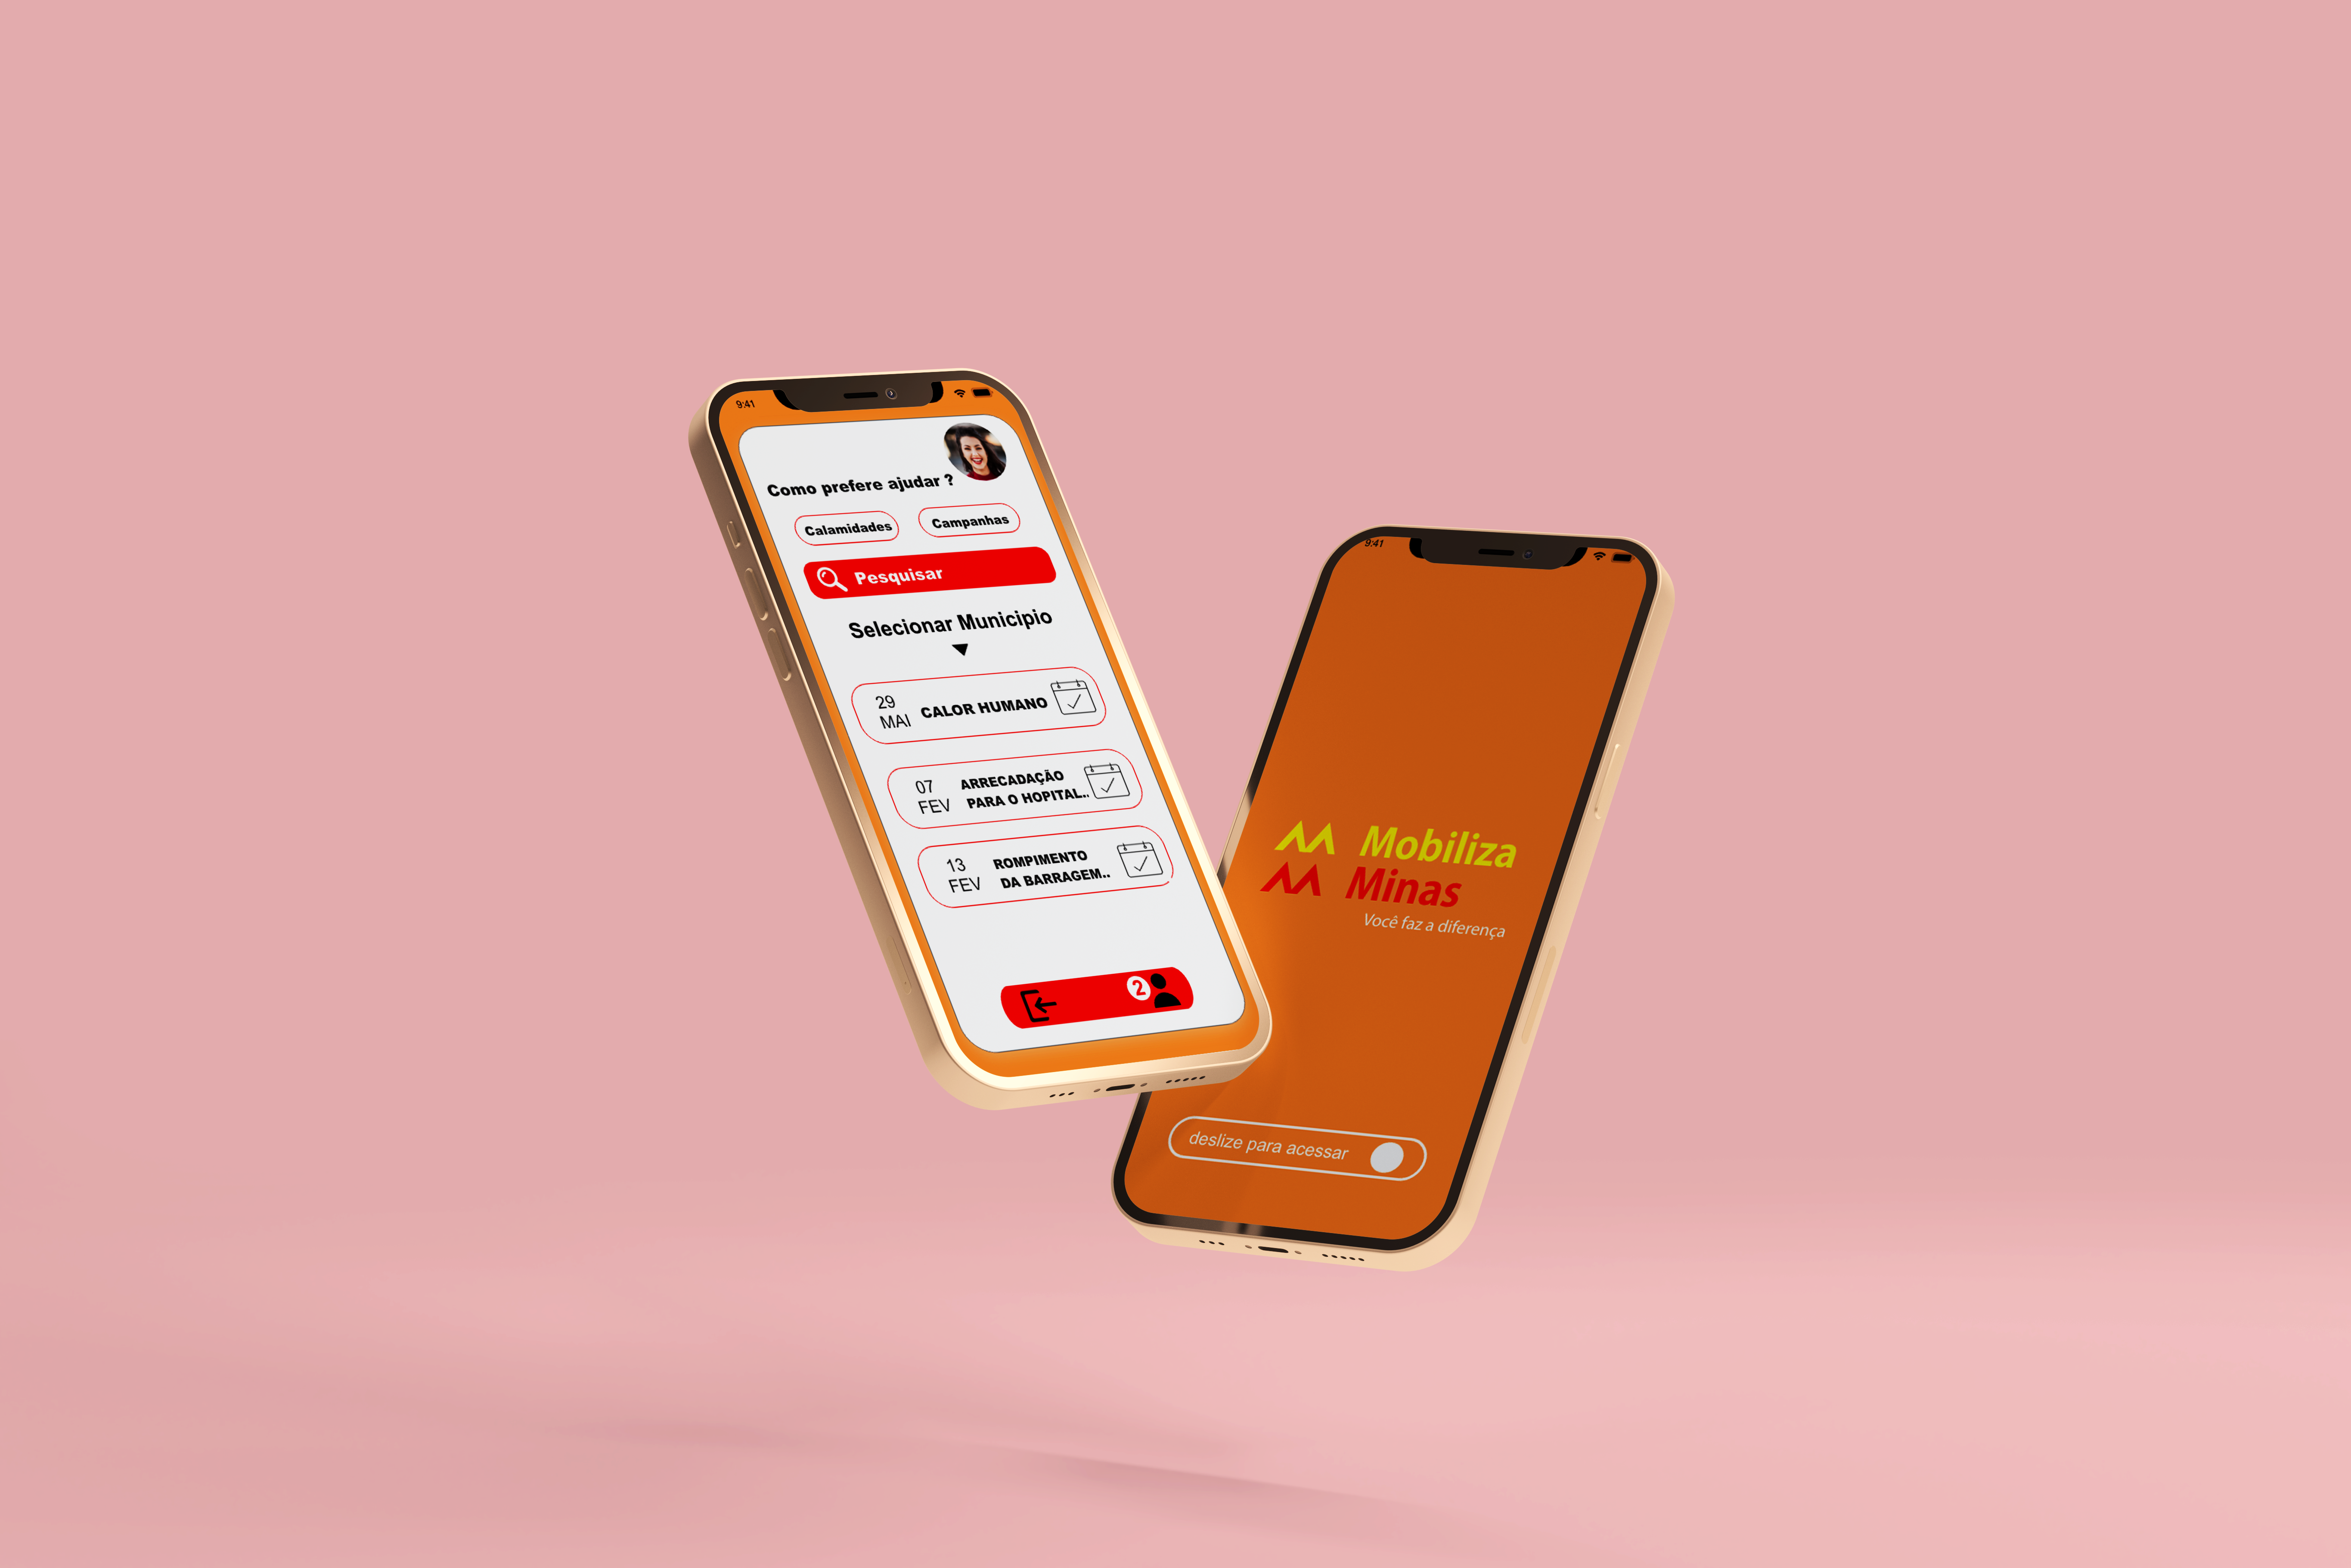 9:41
Como prefere ajudar ?
Calamidades
Campanhas
Pesquisar
Selecionar Municipio
29
MAI
CALOR HUMANO
07
FEV
ARRECADAÇÃO
PARA O HOPITAL..
13
FEV
ROMPIMENTO
DA BARRAGEM..
2
9:41
Mobiliza
Minas
Você faz a diferença
deslize para acessar